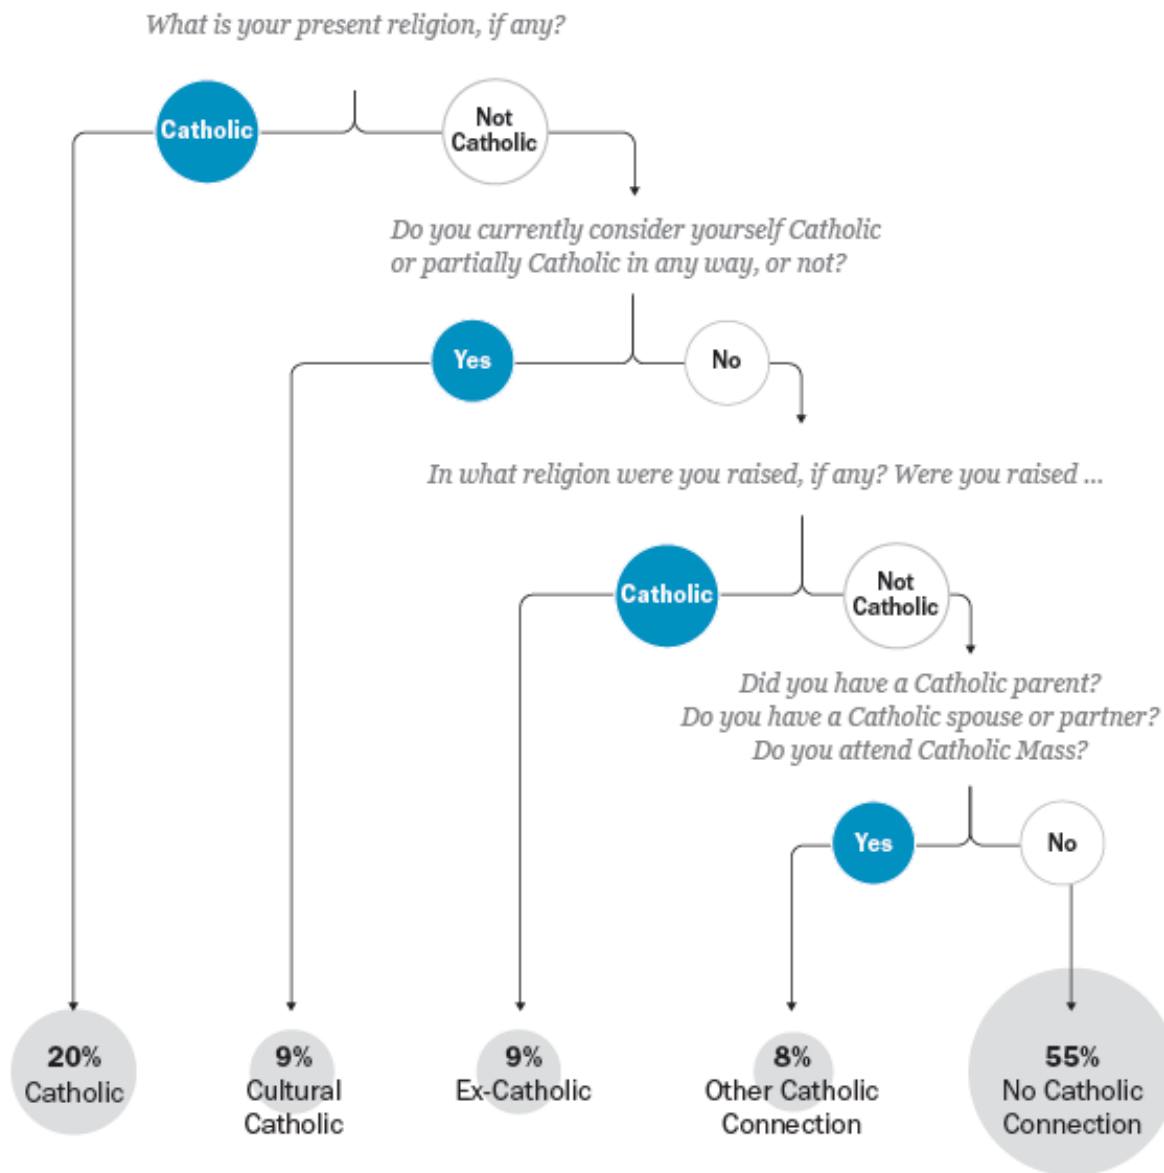 What is your present religion, if any?
Catholic
Not
Catholic
Do you currently consider yourself Catholic
or partially Catholic in any way, or not?
Yes
No
In what religion were you raised, if any? Were you raised ...
Catholic
Not
Catholic
Did you have a Catholic parent?
Do you have a Catholic spouse or partner?
Do you attend Catholic Mass?
Yes
No
20%
Catholic
9%
Cultural
Catholic
9%
Ex-Catholic
8%
Other Catholic
Connection
55%
No Catholic
Connection